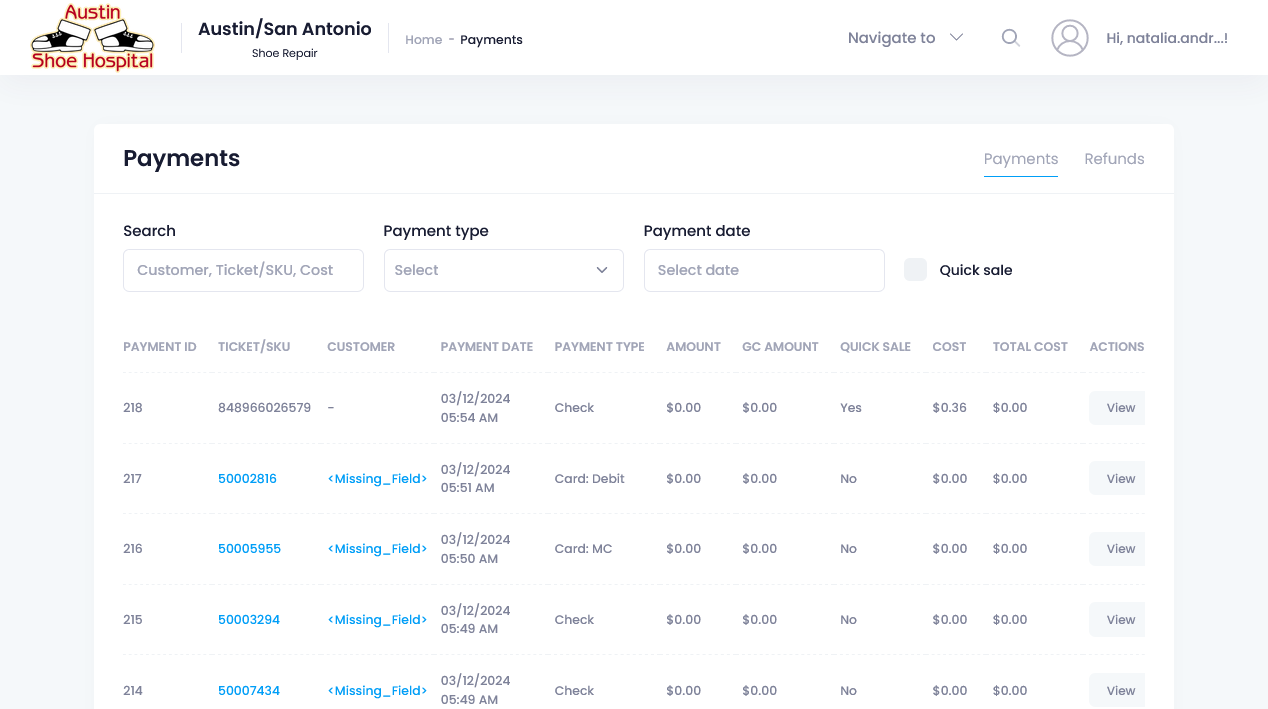 Austin
Shoe Hospital
Austin/San Antonio
Shoe Repair
Home - Payments
Navigate to
Hi, natalia.andr...!
Payments
Payments Refunds
Search Payment type Payment date
Customer, Ticket/SKU, Cost Select Select date Quick sale
PAYMENT ID TICKET/SKU CUSTOMER PAYMENT DATE PAYMENT TYPE AMOUNT GC AMOUNT QUICK SALE COST TOTAL COST ACTIONS
218 848966026579 - 03/12/2024 05:54 AM Check $0.00 $0.00 Yes $0.36 $0.00 View
217 50002816 <Missing_Field> 03/12/2024 05:51 AM Card: Debit $0.00 $0.00 No $0.00 $0.00 View
216 50005955 <Missing_Field> 03/12/2024 05:50 AM Card: MC $0.00 $0.00 No $0.00 $0.00 View
215 50003294 <Missing_Field> 03/12/2024 05:49 AM Check $0.00 $0.00 No $0.00 $0.00 View
214 50007434 <Missing_Field> 03/12/2024 05:49 AM Check $0.00 $0.00 No $0.00 $0.00 View